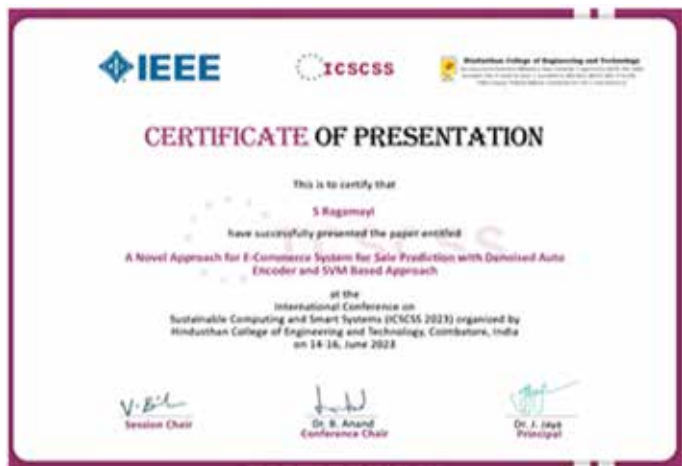 IEEE
ICSCSS
Hindusthan College of Engineering and Technology
CERTIFICATE OF PRESENTATION
This is to certify that
S Ragamayi
have successfully presented the paper entitled
A Novel Approach for E-Commerce System for Sale Prediction with Denoised Auto
Encoder and SVM Based Approach
at the
International Conference on
Sustainable Computing and Smart Systems (ICSCSS 2023) organized by
Hindusthan College of Engineering and Technology, Coimbatore, India
on 14-16, June 2023
Session Chair
Dr. B. Anand
Conference Chair
Dr. J. Jaya
Principal